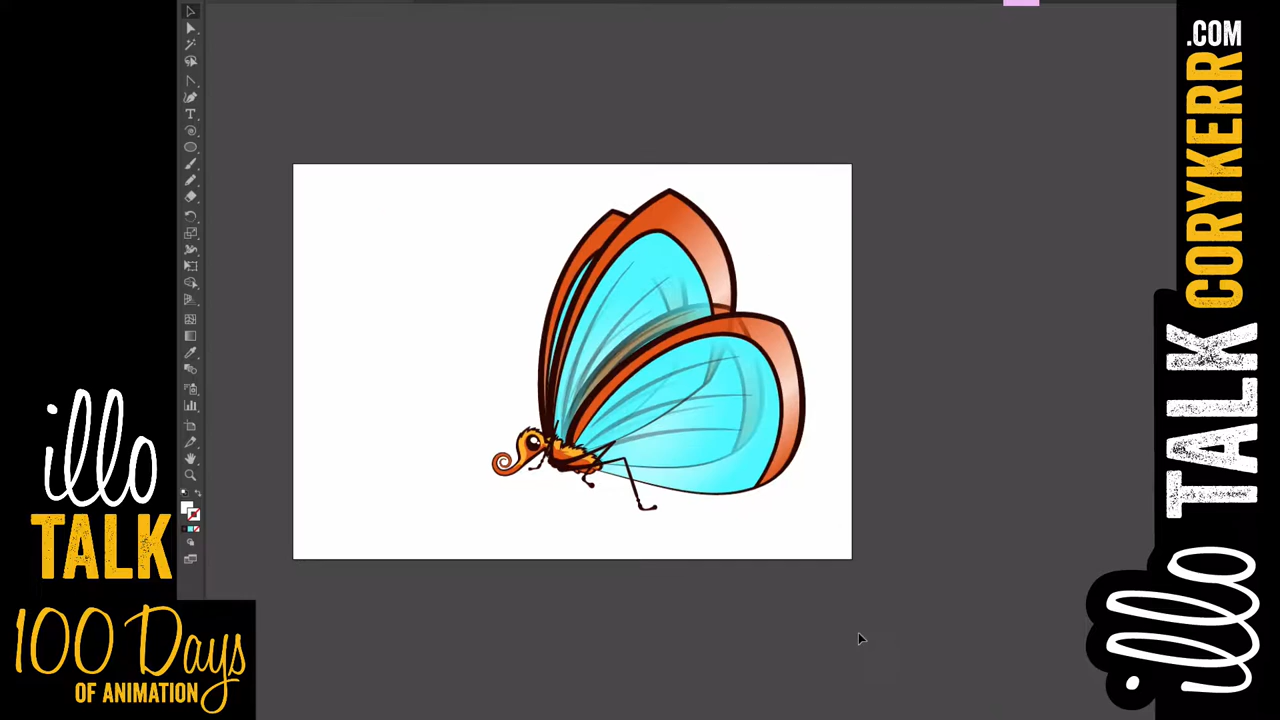 illo
TALK
100 Days
OF ANIMATION
illo TALK CORYKERR
.COM